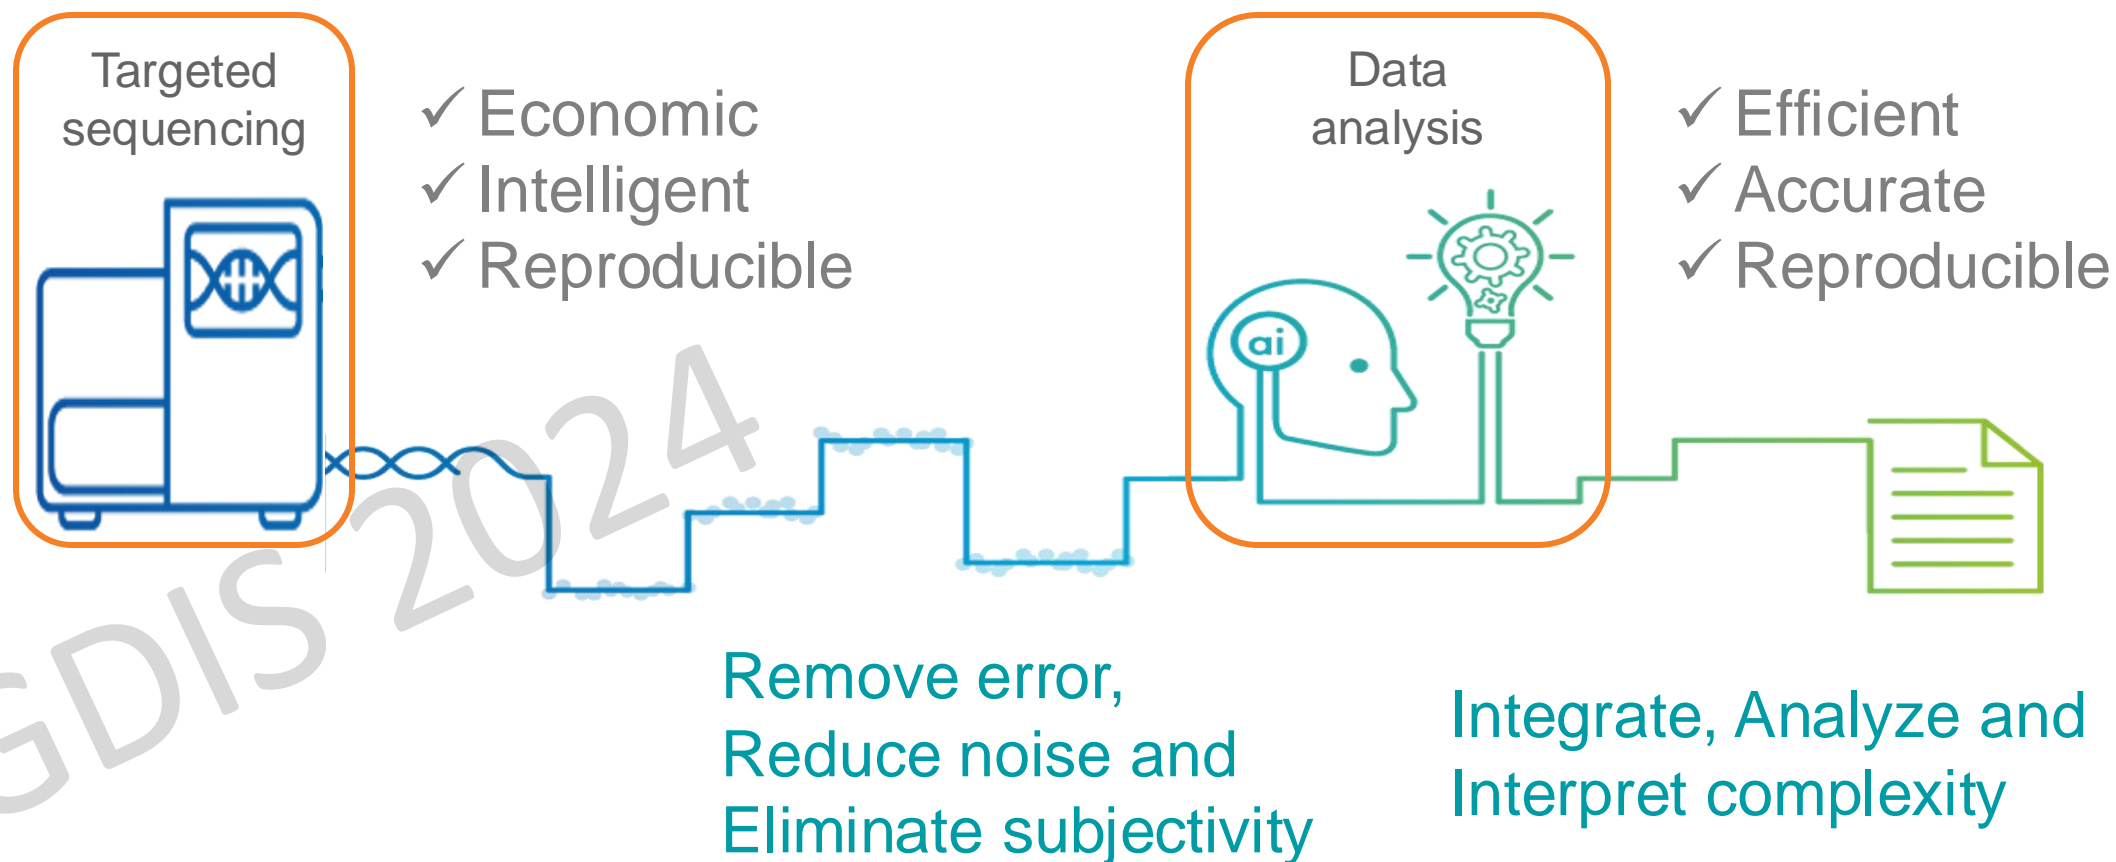 Targeted
sequencing
✓ Economic
✓ Intelligent
✓ Reproducible
Data
analysis
✓ Efficient
✓ Accurate
✓ Reproducible
ai
Remove error,
Reduce noise and
Eliminate subjectivity
Integrate, Analyze and
Interpret complexity
GDIS 2024